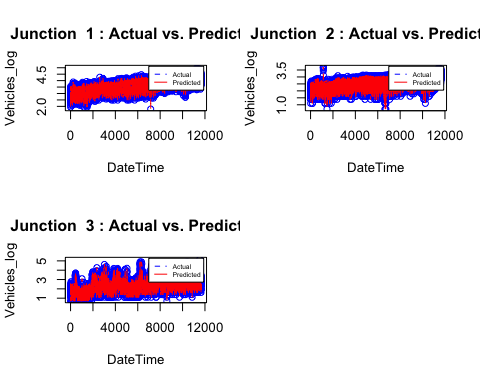 Junction 1 : Actual vs. Predict
Vehicles_log
4.5
2.0
Actual
Predicted
0 4000 8000 12000
DateTime
Junction 2 : Actual vs. Predict
Vehicles_log
3.5
1.0
Actual
Predicted
0 4000 8000 12000
DateTime
Junction 3 : Actual vs. Predict
Vehicles_log
5
3
1
Actual
Predicted
0 4000 8000 12000
DateTime